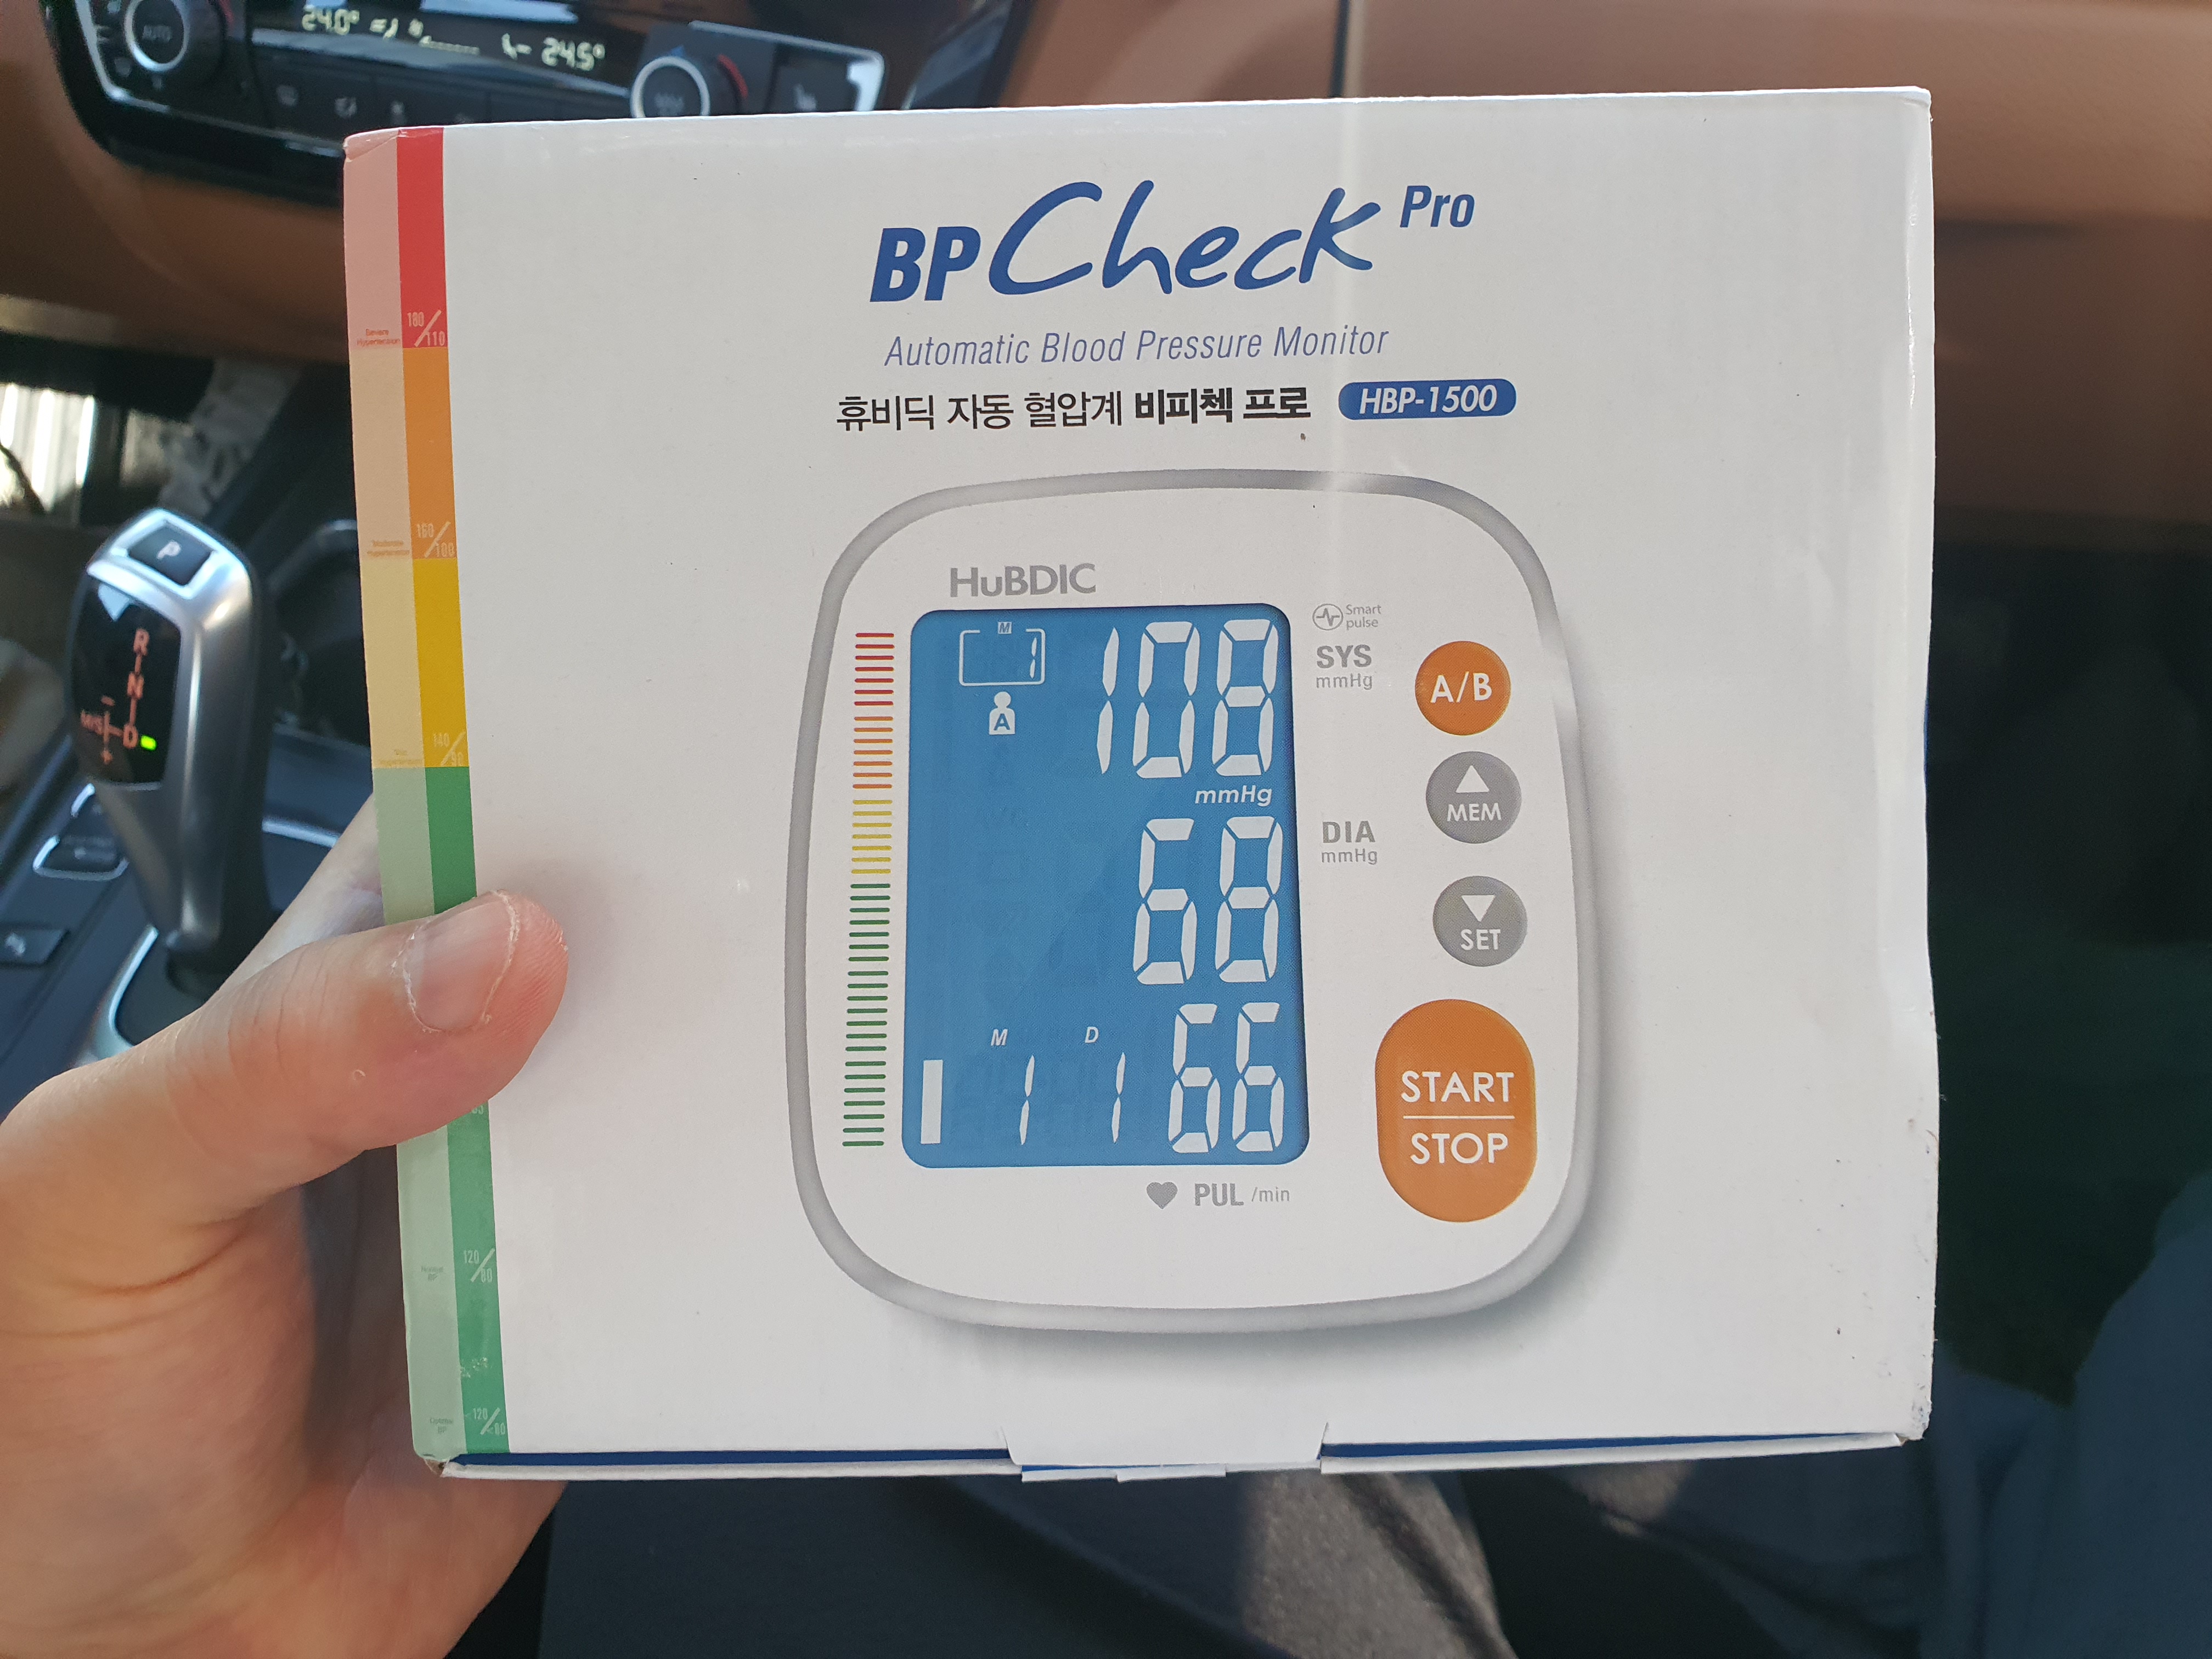 24.0°
24.5°
AUTO
BP Check Pro
Automatic Blood Pressure Monitor
휴비딕 자동 혈압계 비피첵 프로 HBP-1500
180/110
160/100
140/90
120/80
<120/<80
P
R
N
D
M/S
HuBDIC
M
1
A
108
mmHg
68
M D
1 1 66
Smart
pulse
SYS
mmHg
DIA
mmHg
PUL /min
A/B
MEM
SET
START
STOP